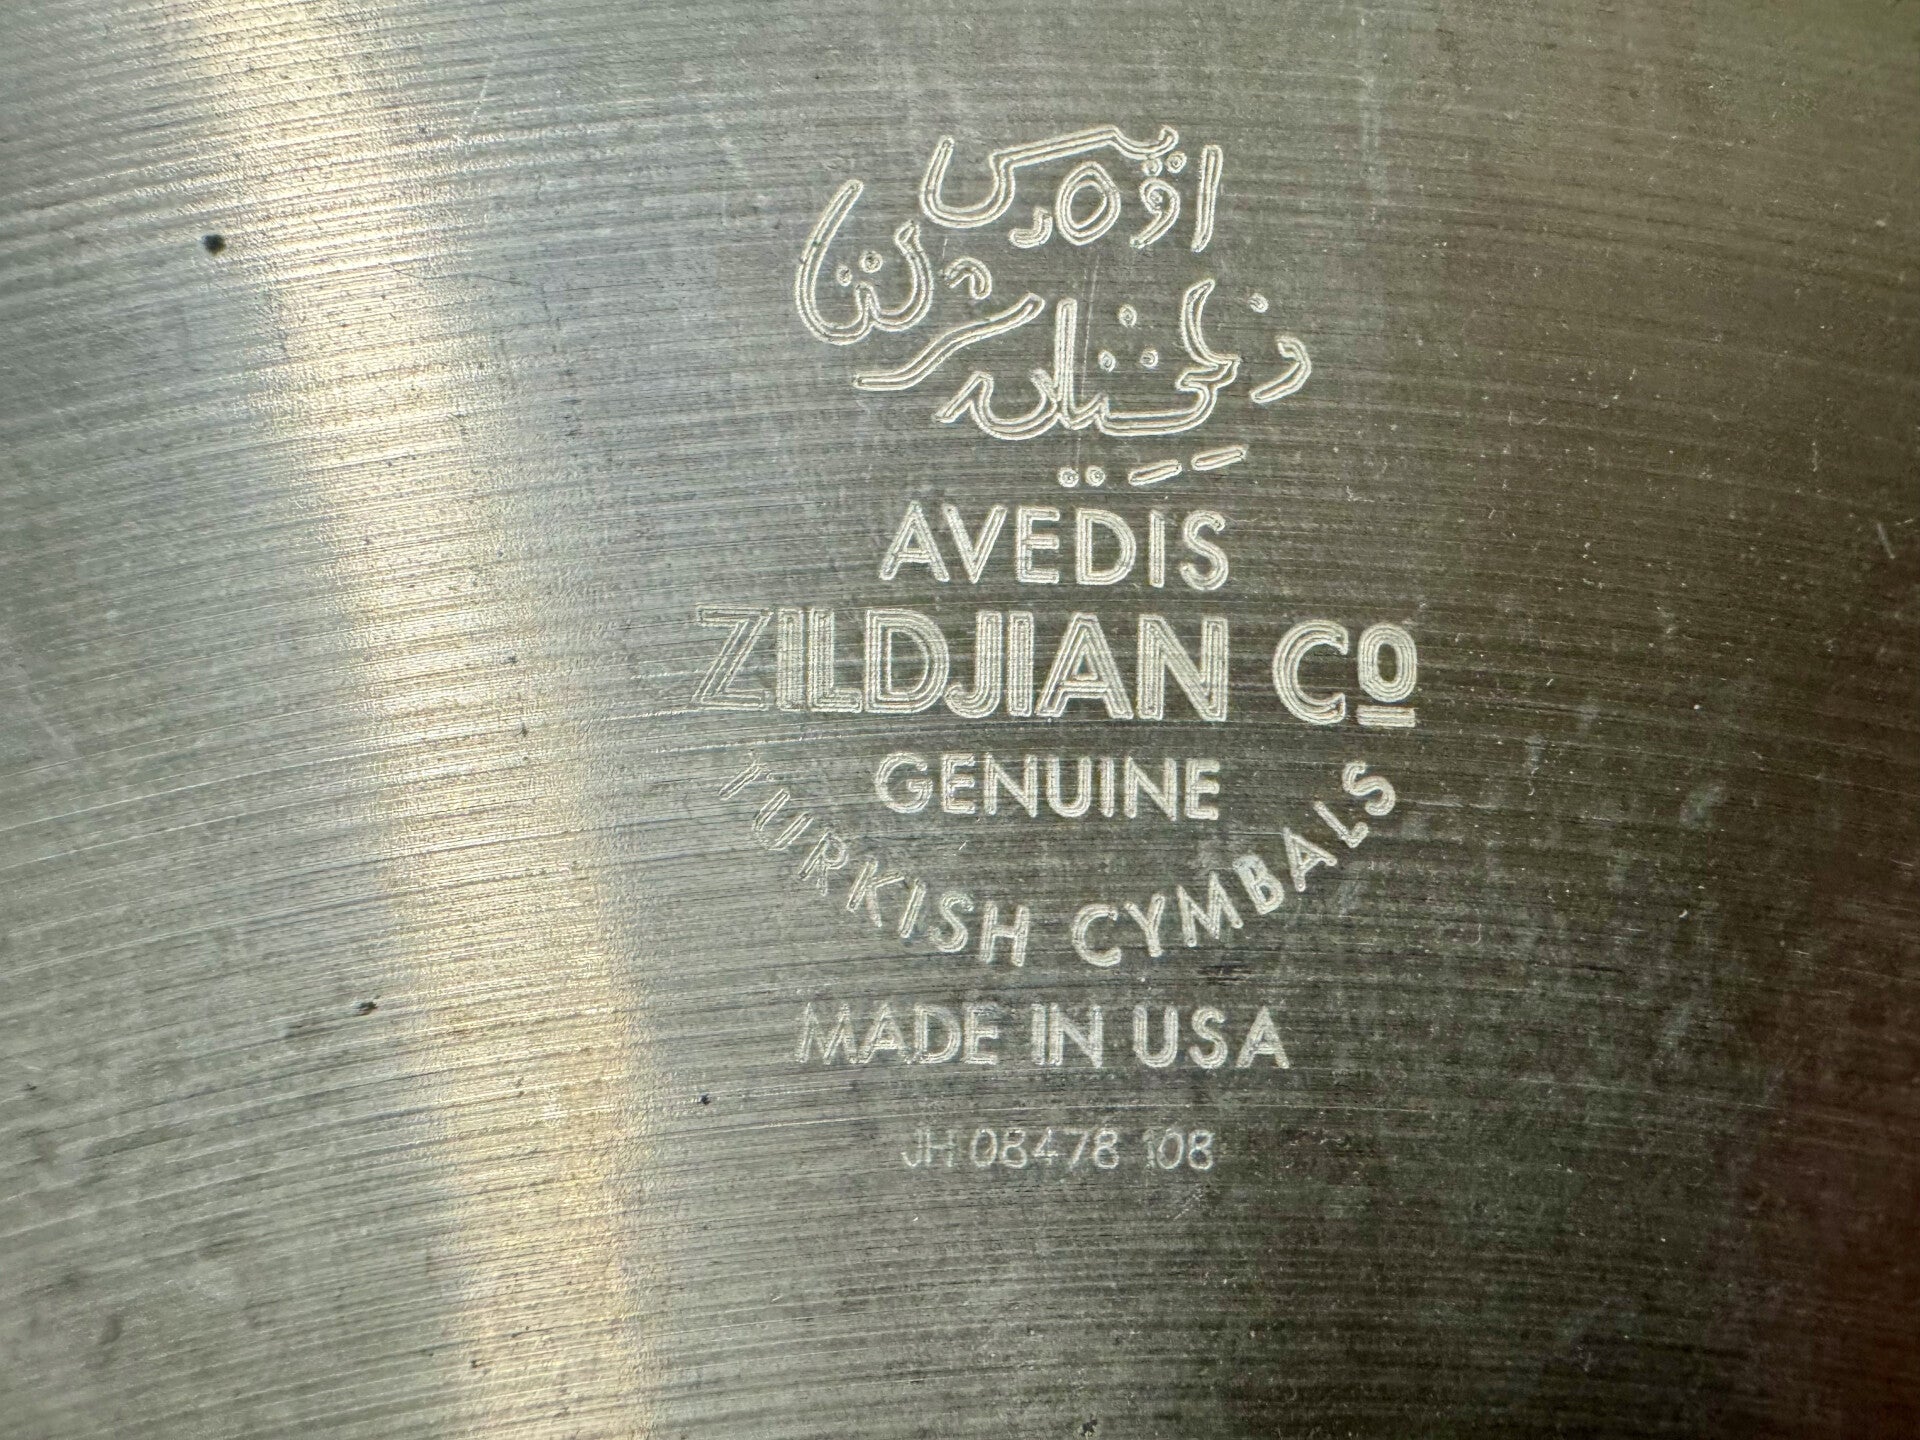 AVEDIS
ZILDJIAN Cº
GENUINE
TURKISH CYMBALS
MADE IN USA
JH 08478 108